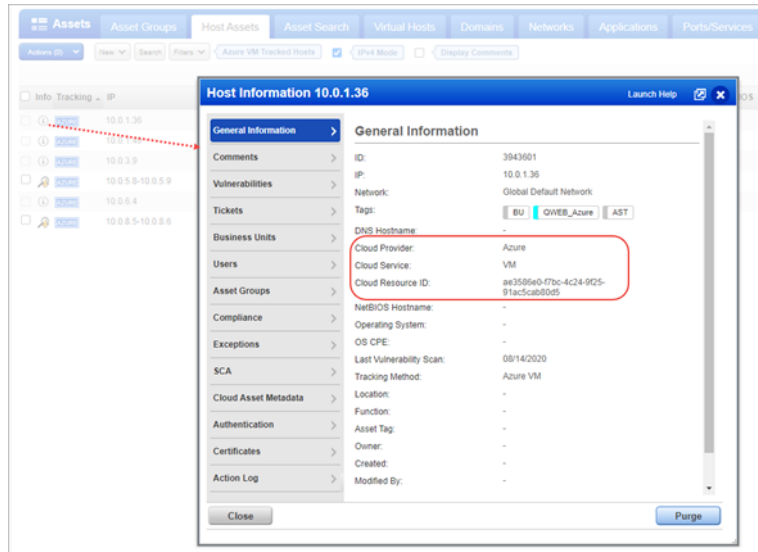 Assets
Asset Groups
Host Assets
Asset Search
Virtual Hosts
Domains
Networks
Applications
Ports/Services
Actions (0)
New
Search
Filters
Azure VM Tracked Hosts
IPv4 Mode
Display Comments
Info Tracking IP
AZURE 10.0.1.36
AZURE
AZURE 10.0.3.9
AZURE 10.0.5.8-10.0.5.9
AZURE 10.0.6.4
AZURE 10.0.8.5-10.0.8.6
Host Information 10.0.1.36
Launch Help
General Information
Comments
Vulnerabilities
Tickets
Business Units
Users
Asset Groups
Compliance
Exceptions
SCA
Cloud Asset Metadata
Authentication
Certificates
Action Log
General Information
ID: 3943601
IP: 10.0.1.36
Network: Global Default Network
Tags: BU QWEB_Azure AST
DNS Hostname: -
Cloud Provider: Azure
Cloud Service: VM
Cloud Resource ID: ae3586e0-f7bc-4c24-9f25-
91ac5cab80d5
NetBIOS Hostname: -
Operating System: -
OS CPE: -
Last Vulnerability Scan: 08/14/2020
Tracking Method: Azure VM
Location: -
Function: -
Asset Tag: -
Owner: -
Created: -
Modified By: -
Close
Purge